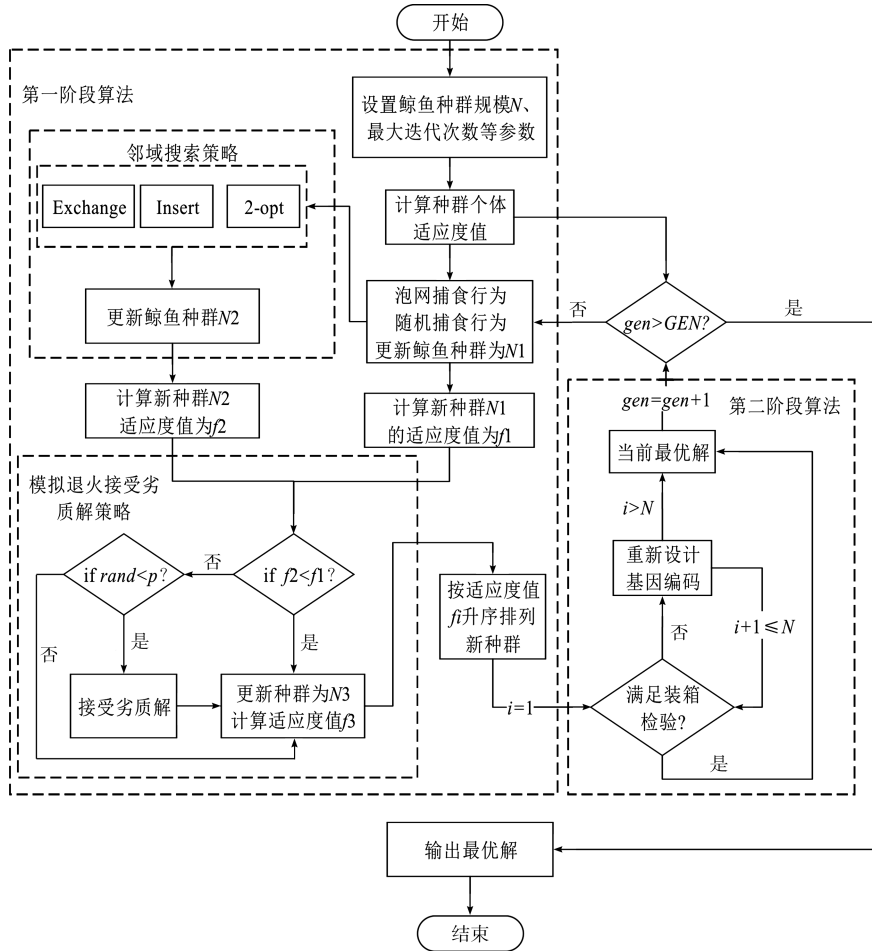 开始
第一阶段算法
设置鲸鱼种群规模N、
最大迭代次数等参数
邻域搜索策略
Exchange
Insert
2-opt
计算种群个体
适应度值
更新鲸鱼种群N2
泡网捕食行为
随机捕食行为
更新鲸鱼种群为N1
否
gen>GEN?
是
计算新种群N2
适应度值为f2
计算新种群N1
的适应度值为f1
gen=gen+1
第二阶段算法
当前最优解
模拟退火接受劣
质解策略
i>N
if rand<p?
否
if f2<f1?
重新设计
基因编码
按适应度值
fi升序排列
新种群
i+1≤N
否
是
是
否
接受劣质解
更新种群为N3
计算适应度值f3
i=1
满足装箱
检验?
是
输出最优解
结束